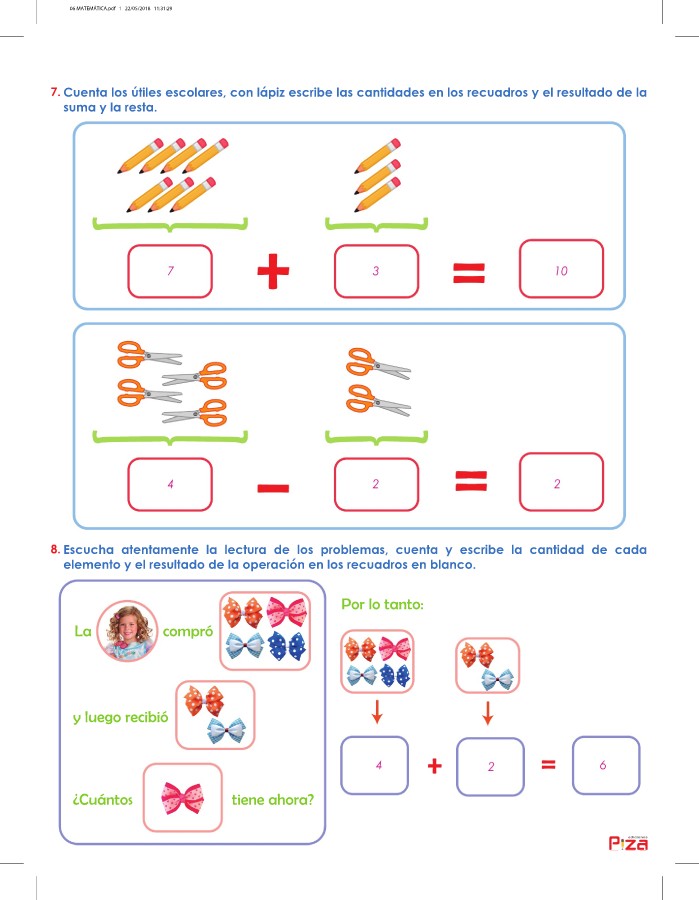 06 MATEMÁTICA.pdf 1 22/05/2018 11:31:29
7. Cuenta los útiles escolares, con lápiz escribe las cantidades en los recuadros y el resultado de la
suma y la resta.
7 + 3 = 10
4 - 2 = 2
8. Escucha atentamente la lectura de los problemas, cuenta y escribe la cantidad de cada
elemento y el resultado de la operación en los recuadros en blanco.
La compró
y luego recibió
¿Cuántos tiene ahora?
Por lo tanto:
4 + 2 = 6
Piza